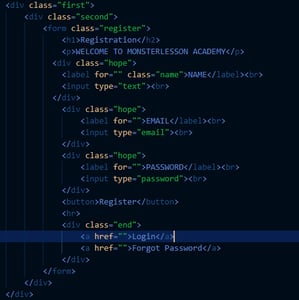 <div class="first">
<div class="second">
<form class="register">
<h1>Registration</h2>
<p>WELCOME TO MONSTERLESSON ACADEMY</p>
<div class="hope">
<label for="" class="name">NAME</label><br>
<input type="text"><br>
</div>
<div class="hope">
<label for="">EMAIL</label><br>
<input type="email"><br>
</div>
<div class="hope">
<label for="">PASSWORD</label><br>
<input type="password"><br>
</div>
<button>Register</button>
<hr>
<div class="end">
<a href="">Login</a>
<a href="">Forgot Password</a>
</div>
</form>
</div>
</div>